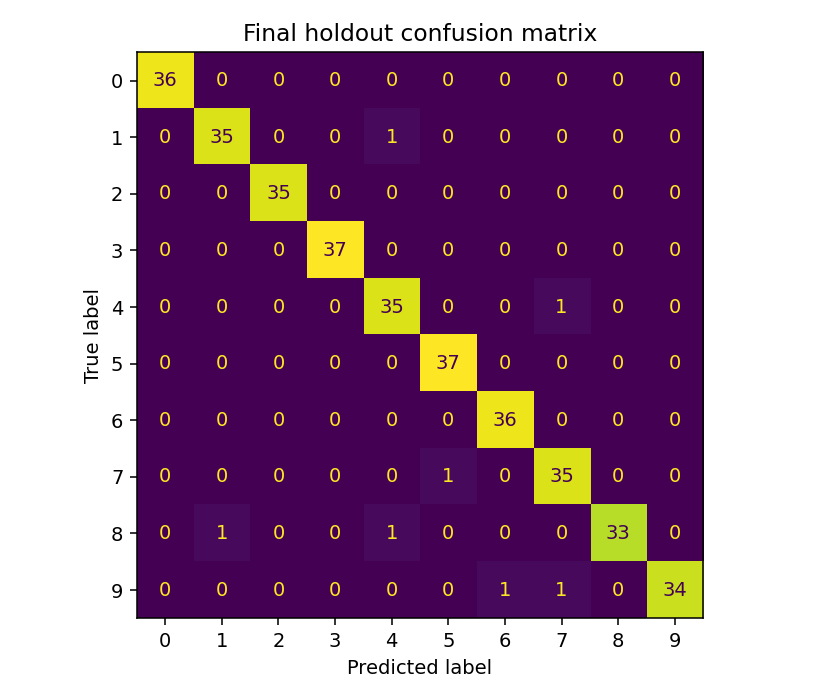 Final holdout confusion matrix
True label
0 36 0 0 0 0 0 0 0 0 0
1 0 35 0 0 1 0 0 0 0 0
2 0 0 35 0 0 0 0 0 0 0
3 0 0 0 37 0 0 0 0 0 0
4 0 0 0 0 35 0 0 1 0 0
5 0 0 0 0 0 37 0 0 0 0
6 0 0 0 0 0 0 36 0 0 0
7 0 0 0 0 0 1 0 35 0 0
8 0 1 0 0 1 0 0 0 33 0
9 0 0 0 0 0 0 1 1 0 34
0 1 2 3 4 5 6 7 8 9
Predicted label